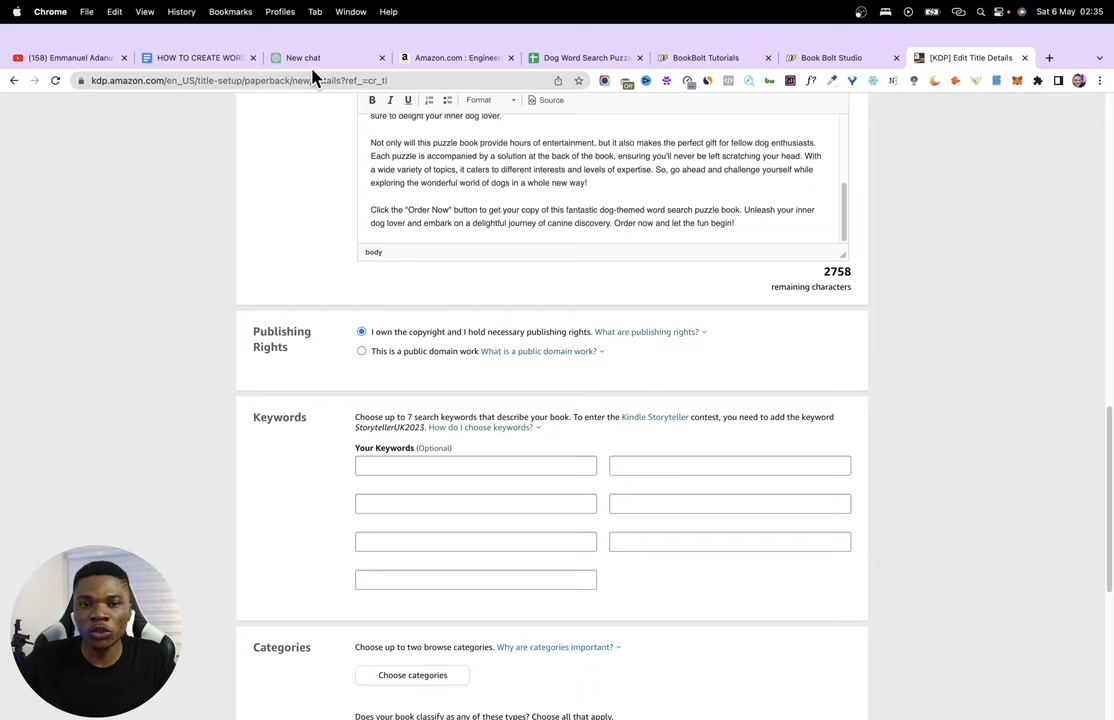 Chrome File Edit View History Bookmarks Profiles Tab Window Help Sat 6 May 02:35
(158) Emmanuel Adanu HOW TO CREATE WOR New chat Amazon.com : Enginee Dog Word Search Puzzl BookBolt Tutorials Book Bolt Studio [KDP] Edit Title Details
kdp.amazon.com/en_US/title-setup/paperback/new/details?ref_=cr_ti
B I U Format Source
sure to delight your inner dog lover.
Not only will this puzzle book provide hours of entertainment, but it also makes the perfect gift for fellow dog enthusiasts.
Each puzzle is accompanied by a solution at the back of the book, ensuring you'll never be left scratching your head. With
a wide variety of topics, it caters to different interests and levels of expertise. So, go ahead and challenge yourself while
exploring the wonderful world of dogs in a whole new way!
Click the "Order Now" button to get your copy of this fantastic dog-themed word search puzzle book. Unleash your inner
dog lover and embark on a delightful journey of canine discovery. Order now and let the fun begin!
body
2758
remaining characters
Publishing
Rights
I own the copyright and I hold necessary publishing rights. What are publishing rights?
This is a public domain work What is a public domain work?
Keywords
Choose up to 7 search keywords that describe your book. To enter the Kindle Storyteller contest, you need to add the keyword
StorytellerUK2023. How do I choose keywords?
Your Keywords (Optional)
Categories
Choose up to two browse categories. Why are categories important?
Choose categories
Does your book classify as any of these types? Choose all that apply.